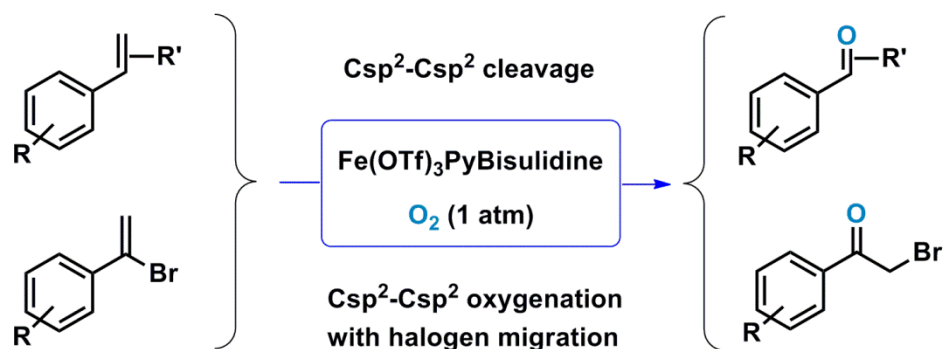 R'
R
Br
R
Csp²-Csp² cleavage
Fe(OTf)₃PyBisulidine
O₂ (1 atm)
Csp²-Csp² oxygenation
with halogen migration
O
R'
R
O
Br
R